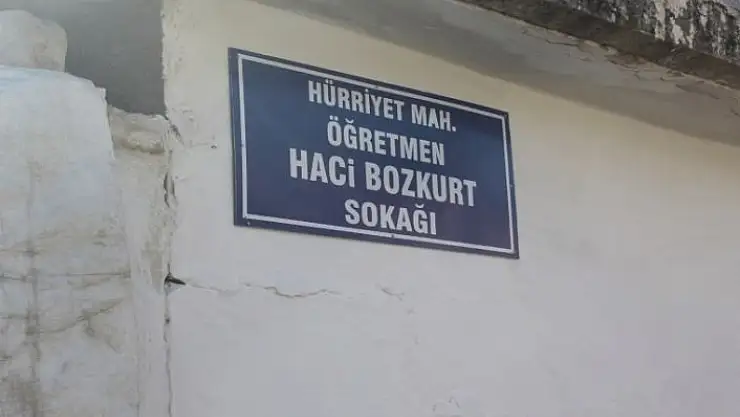 HÜRRİYET MAH.
ÖĞRETMEN
HACİ BOZKURT
SOKAĞI